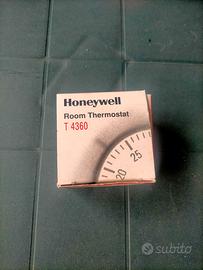 Honeywell
Room Thermostat
T 4360
25
20
subito